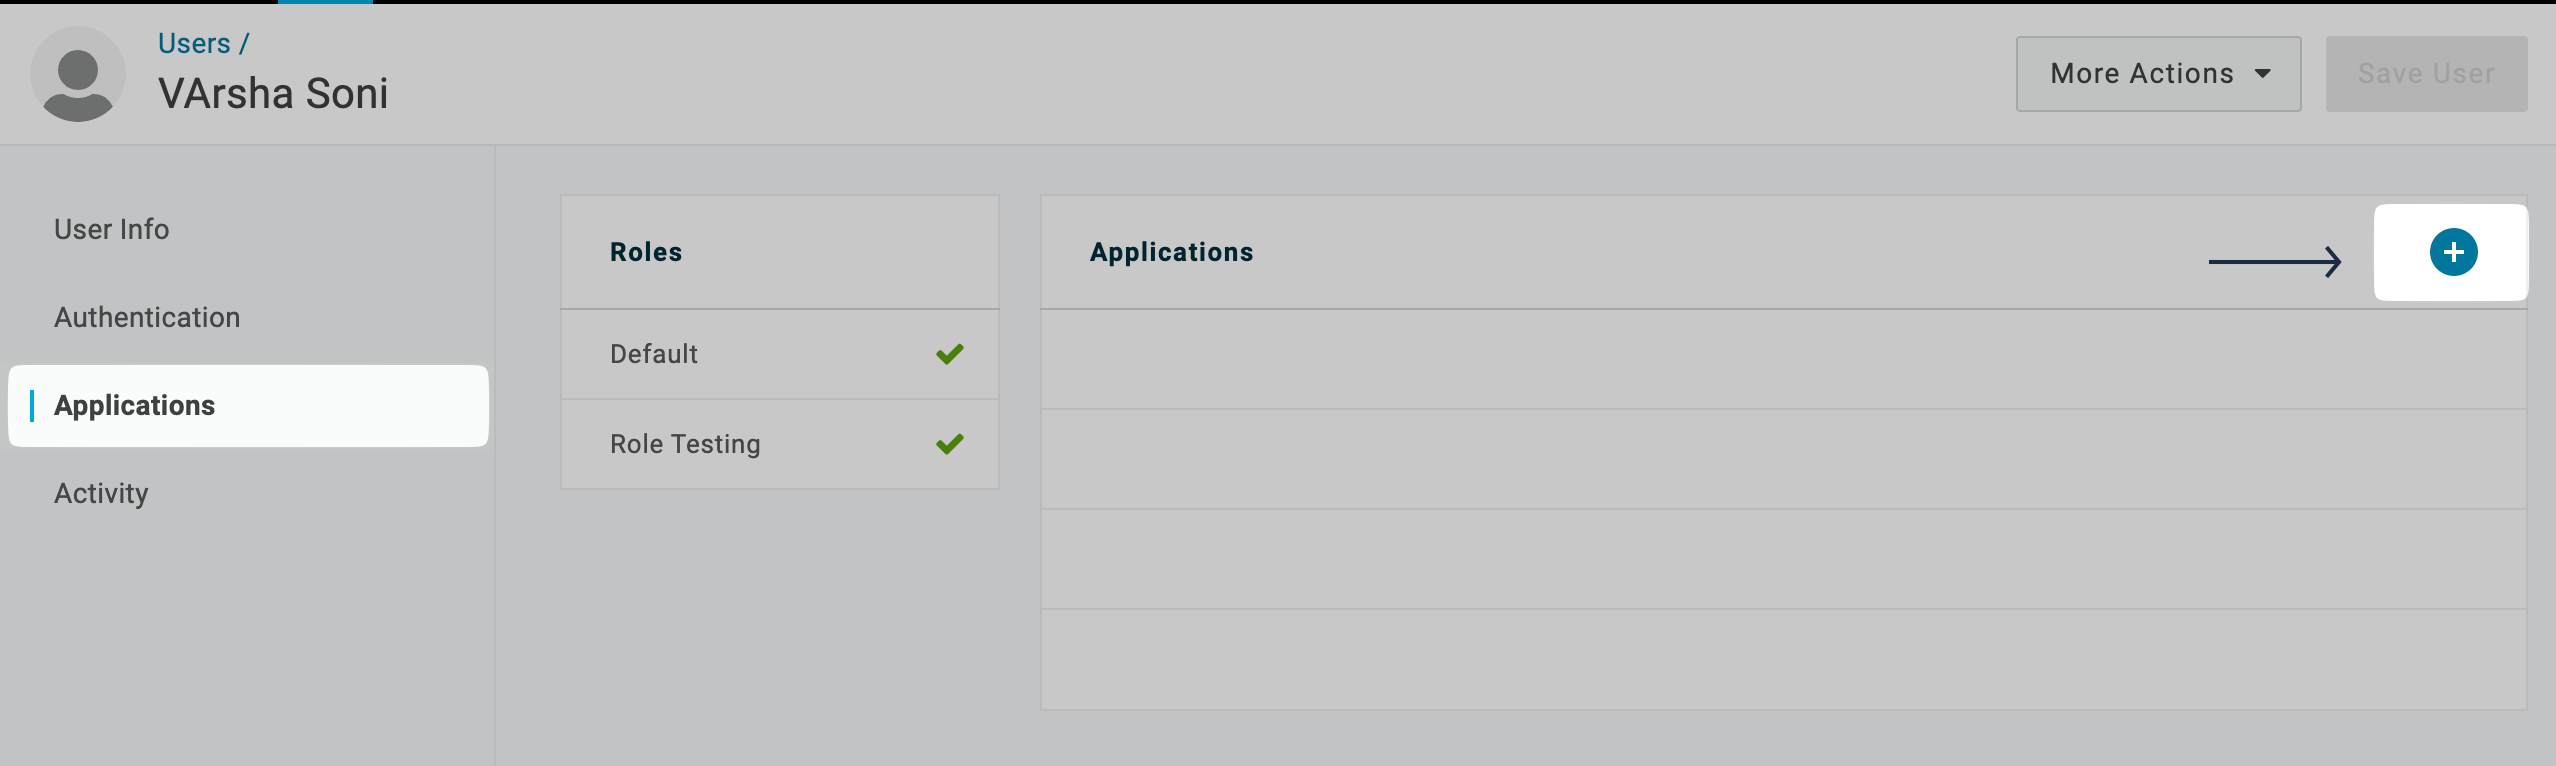 Users /
VArsha Soni
More Actions
Save User
User Info
Authentication
Applications
Activity
Roles
Default
Role Testing
Applications